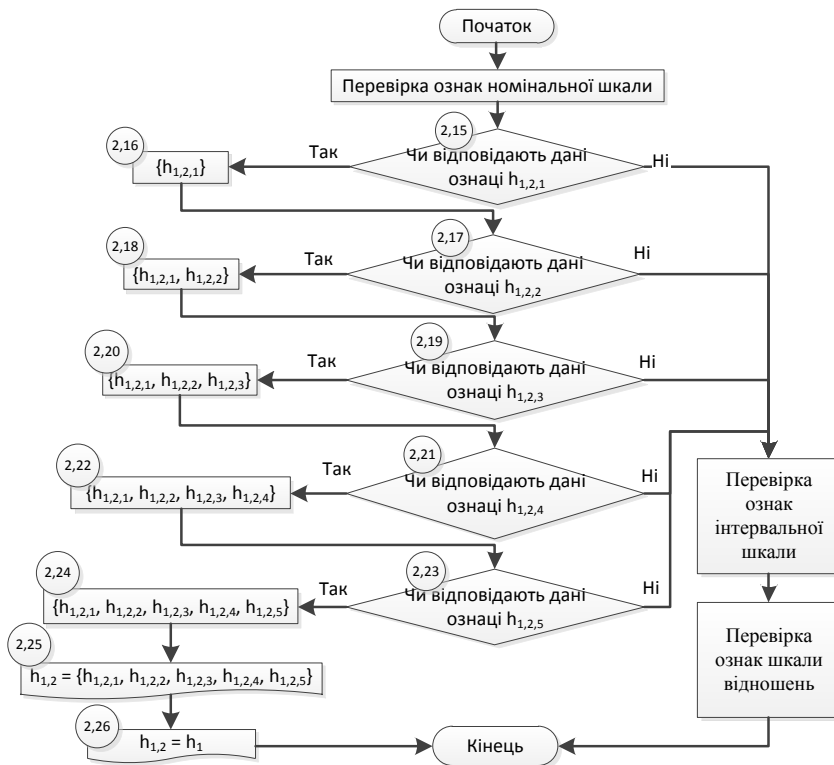 Початок
Перевірка ознак номінальної шкали
2,15
Чи відповідають дані
ознаці h1,2,1
Так
Ні
2,16
{h1,2,1}
2,17
Чи відповідають дані
ознаці h1,2,2
Так
Ні
2,18
{h1,2,1, h1,2,2}
2,19
Чи відповідають дані
ознаці h1,2,3
Так
Ні
2,20
{h1,2,1, h1,2,2, h1,2,3}
2,21
Чи відповідають дані
ознаці h1,2,4
Так
Ні
2,22
{h1,2,1, h1,2,2, h1,2,3, h1,2,4}
2,23
Чи відповідають дані
ознаці h1,2,5
Так
Ні
2,24
{h1,2,1, h1,2,2, h1,2,3, h1,2,4, h1,2,5}
2,25
h1,2 = {h1,2,1, h1,2,2, h1,2,3, h1,2,4, h1,2,5}
2,26
h1,2 = h1
Перевірка
ознак
інтервальної
шкали
Перевірка
ознак шкали
відношень
Кінець